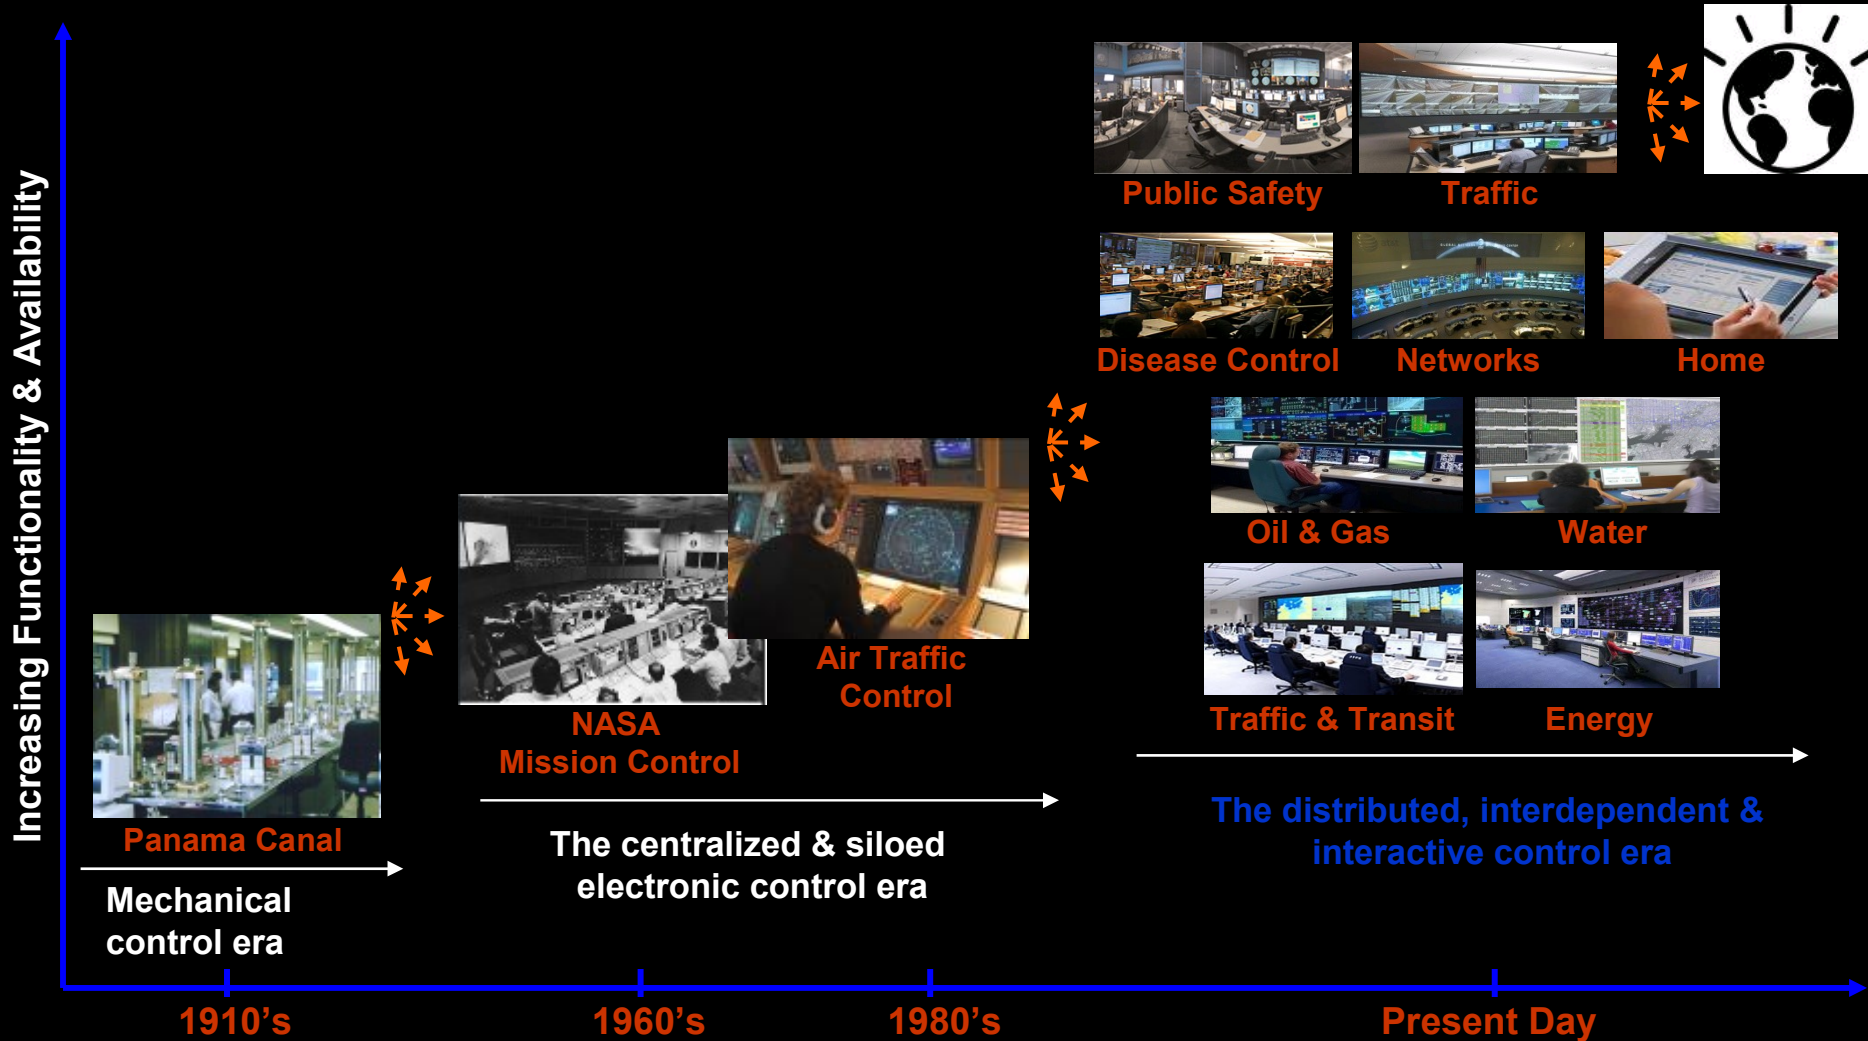 Increasing Functionality & Availability
Public Safety
Traffic
Disease Control
Networks
Home
Oil & Gas
Water
Air Traffic
Control
NASA
Mission Control
Traffic & Transit
Energy
Panama Canal
The distributed, interdependent &
interactive control era
The centralized & siloed
electronic control era
Mechanical
control era
1910’s
1960’s
1980’s
Present Day